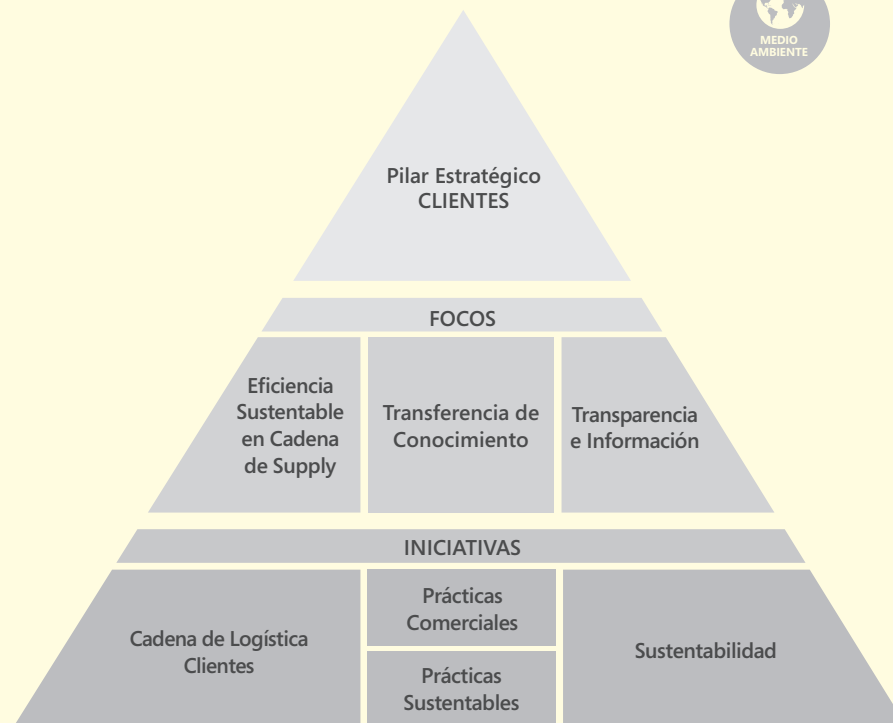 MEDIO
AMBIENTE
Pilar Estratégico
CLIENTES
FOCOS
Eficiencia
Sustentable
en Cadena
de Supply
Transferencia de
Conocimiento
Transparencia
e Información
INICIATIVAS
Cadena de Logística
Clientes
Prácticas
Comerciales
Prácticas
Sustentables
Sustentabilidad